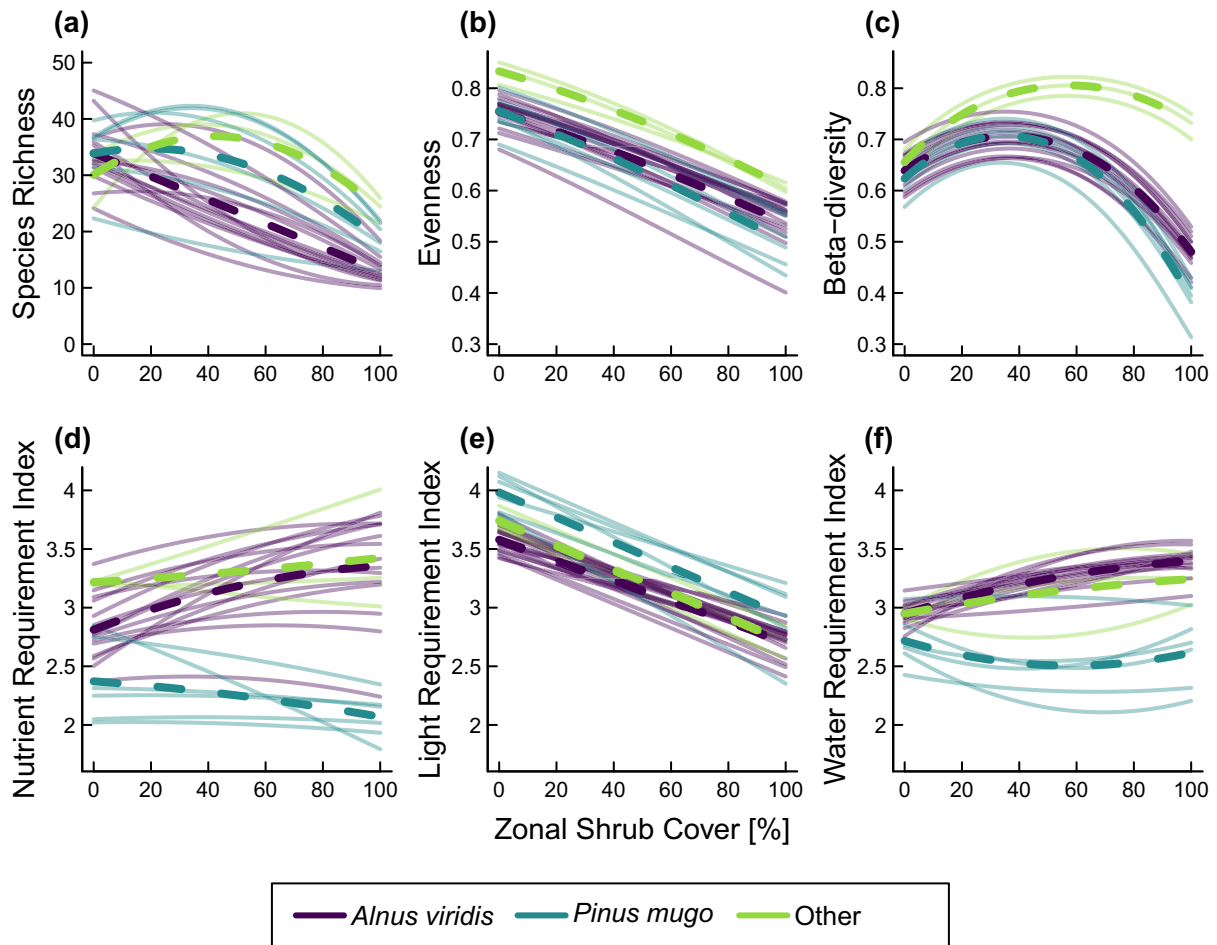 (a) (b) (c)
Species Richness
50
40
30
20
10
0
0 20 40 60 80 100
Evenness
0.8
0.7
0.6
0.5
0.4
0.3
0 20 40 60 80 100
Beta−diversity
0.8
0.7
0.6
0.5
0.4
0.3
0 20 40 60 80 100
(d) (e) (f)
Nutrient Requirement Index
4
3.5
3
2.5
2
0 20 40 60 80 100
Light Requirement Index
4
3.5
3
2.5
2
0 20 40 60 80 100
Water Requirement Index
4
3.5
3
2.5
2
0 20 40 60 80 100
Zonal Shrub Cover [%]
Alnus viridis Pinus mugo Other